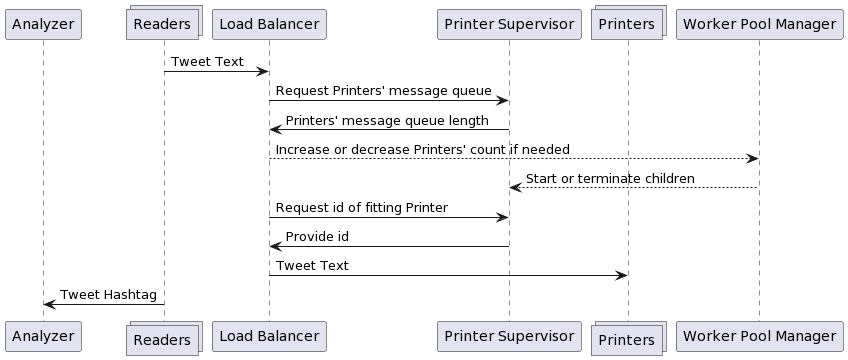 Analyzer
Readers
Load Balancer
Printer Supervisor
Printers
Worker Pool Manager
Tweet Text
Request Printers' message queue
Printers' message queue length
Increase or decrease Printers' count if needed
Start or terminate children
Request id of fitting Printer
Provide id
Tweet Text
Tweet Hashtag
Analyzer
Readers
Load Balancer
Printer Supervisor
Printers
Worker Pool Manager